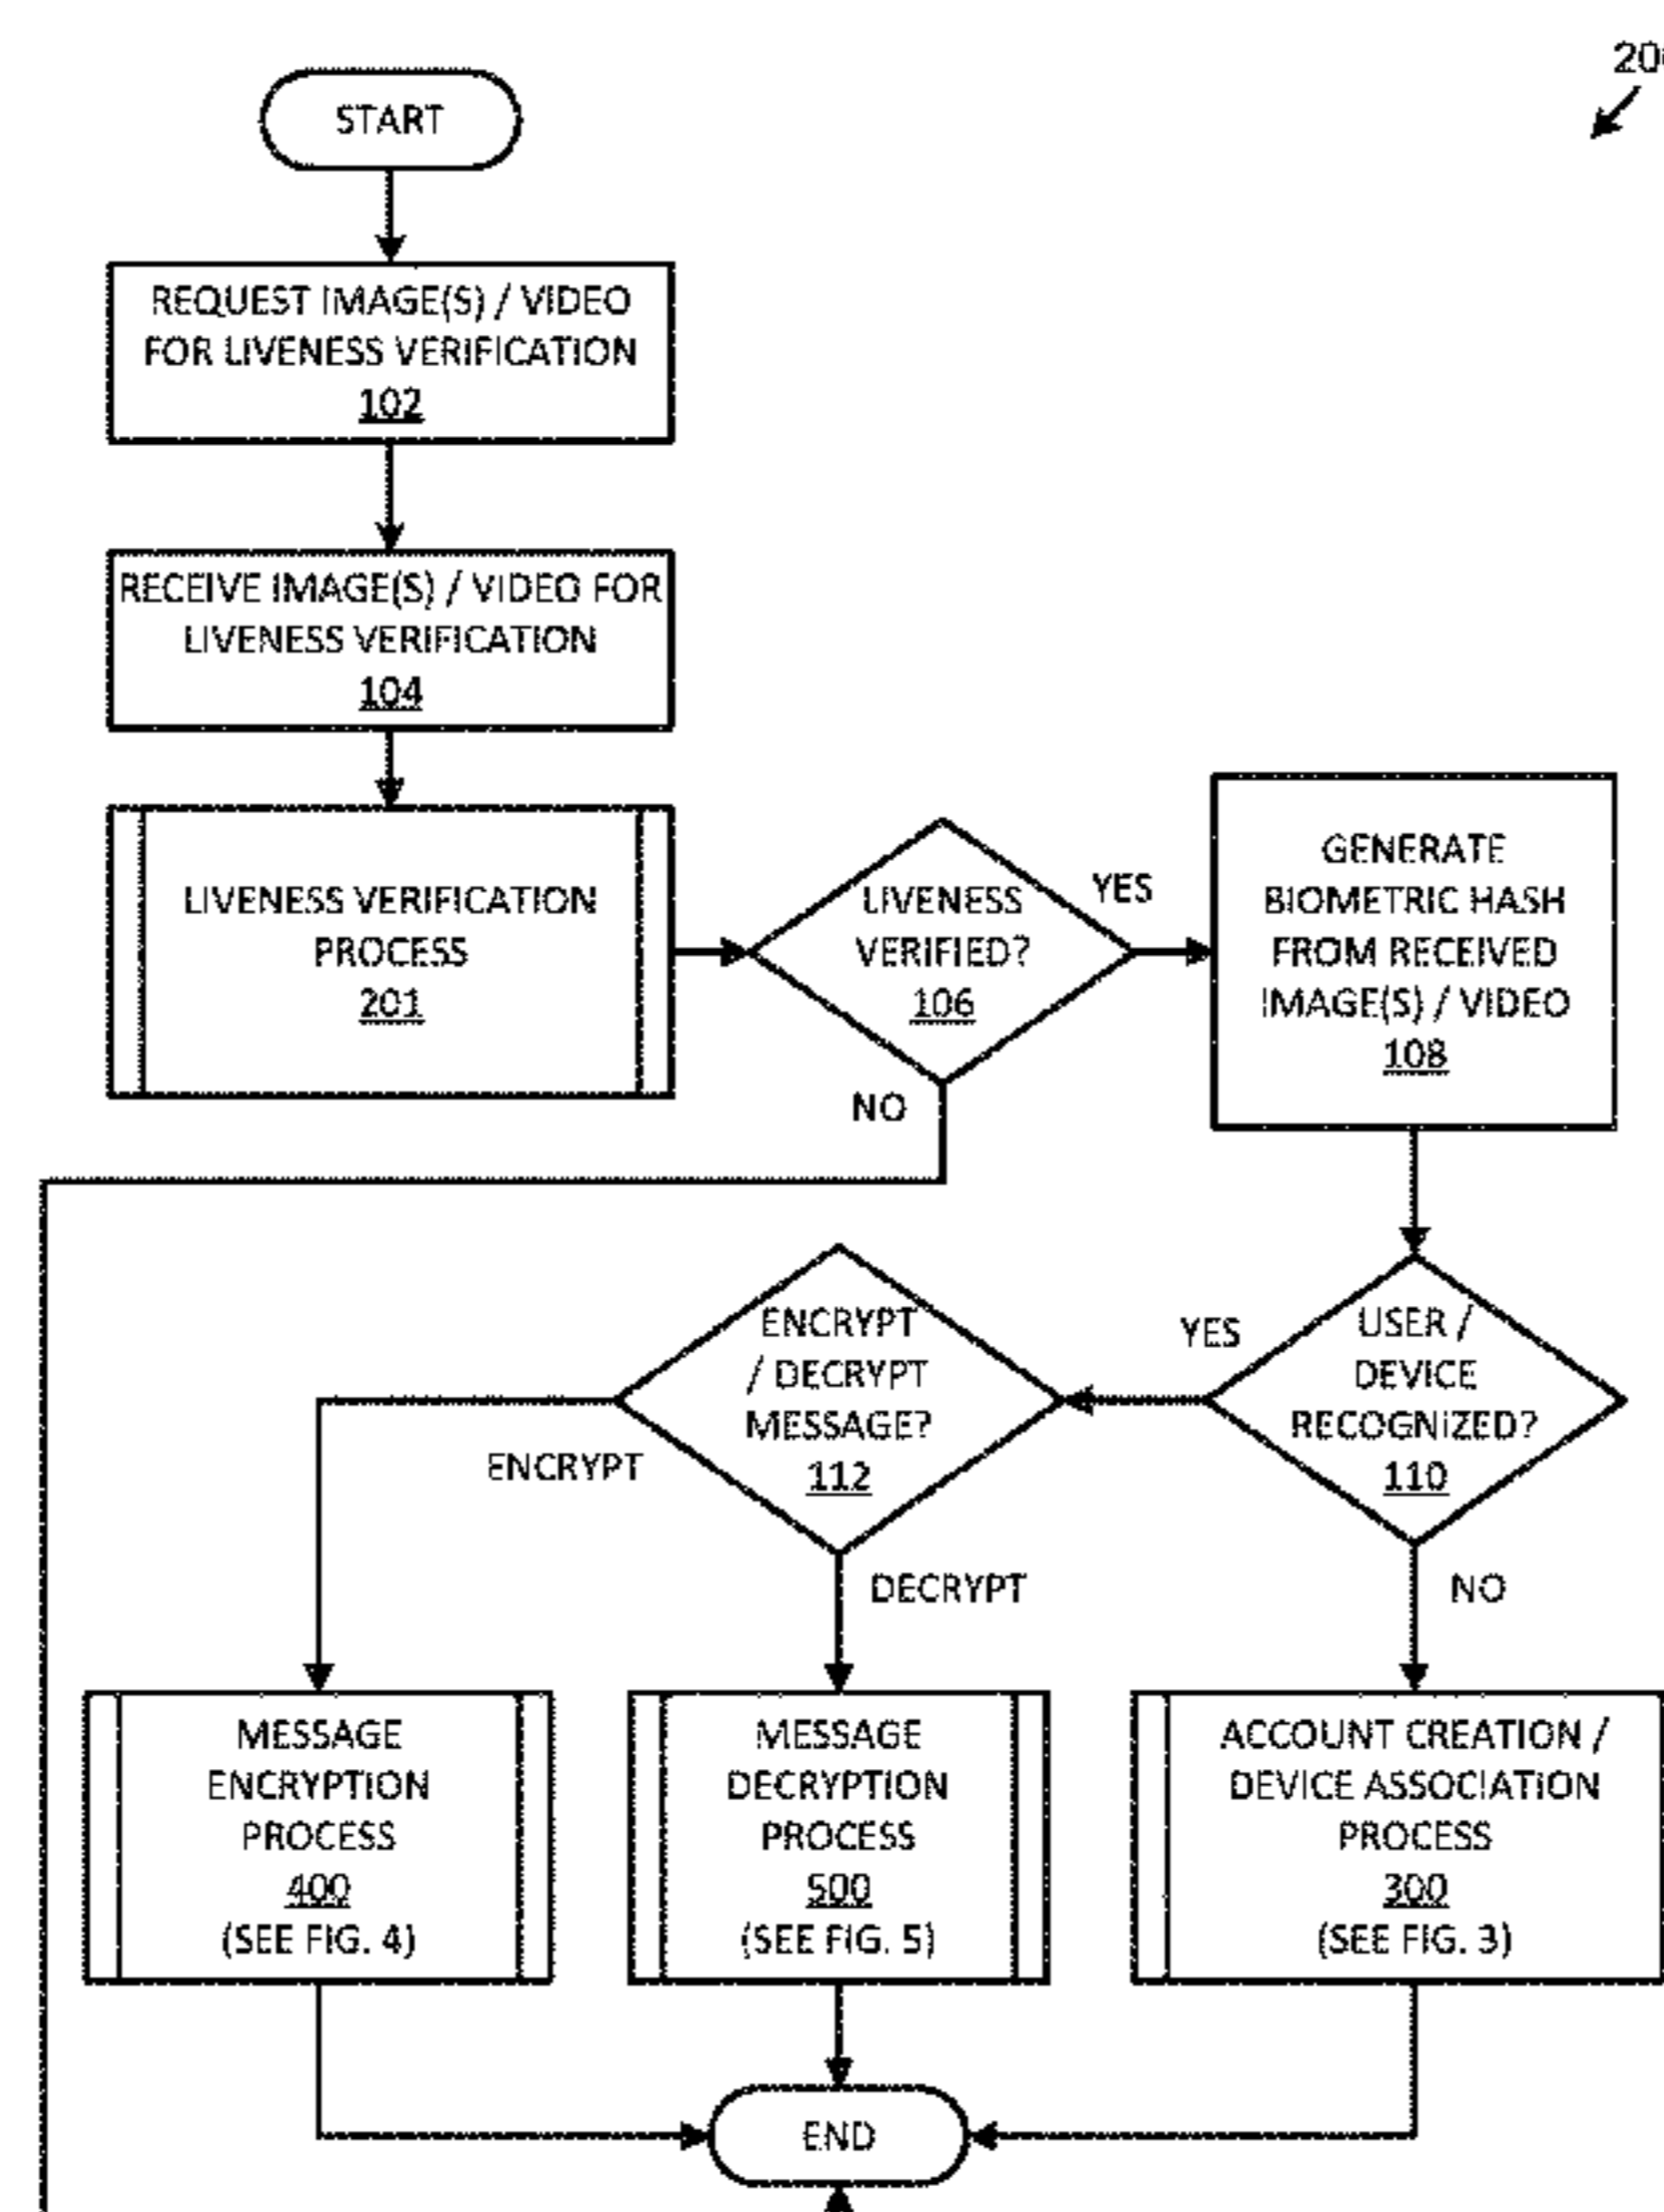 200
START
REQUEST IMAGE(S) / VIDEO
FOR LIVENESS VERIFICATION
102
RECEIVE IMAGE(S) / VIDEO FOR
LIVENESS VERIFICATION
104
LIVENESS VERIFICATION
PROCESS
201
LIVENESS
VERIFIED?
106
YES
NO
GENERATE
BIOMETRIC HASH
FROM RECEIVED
IMAGE(S) / VIDEO
108
USER /
DEVICE
RECOGNIZED?
110
YES
NO
ENCRYPT
/ DECRYPT
MESSAGE?
112
ENCRYPT
DECRYPT
MESSAGE
ENCRYPTION
PROCESS
400
(SEE FIG. 4)
MESSAGE
DECRYPTION
PROCESS
500
(SEE FIG. 5)
ACCOUNT CREATION /
DEVICE ASSOCIATION
PROCESS
300
(SEE FIG. 3)
END